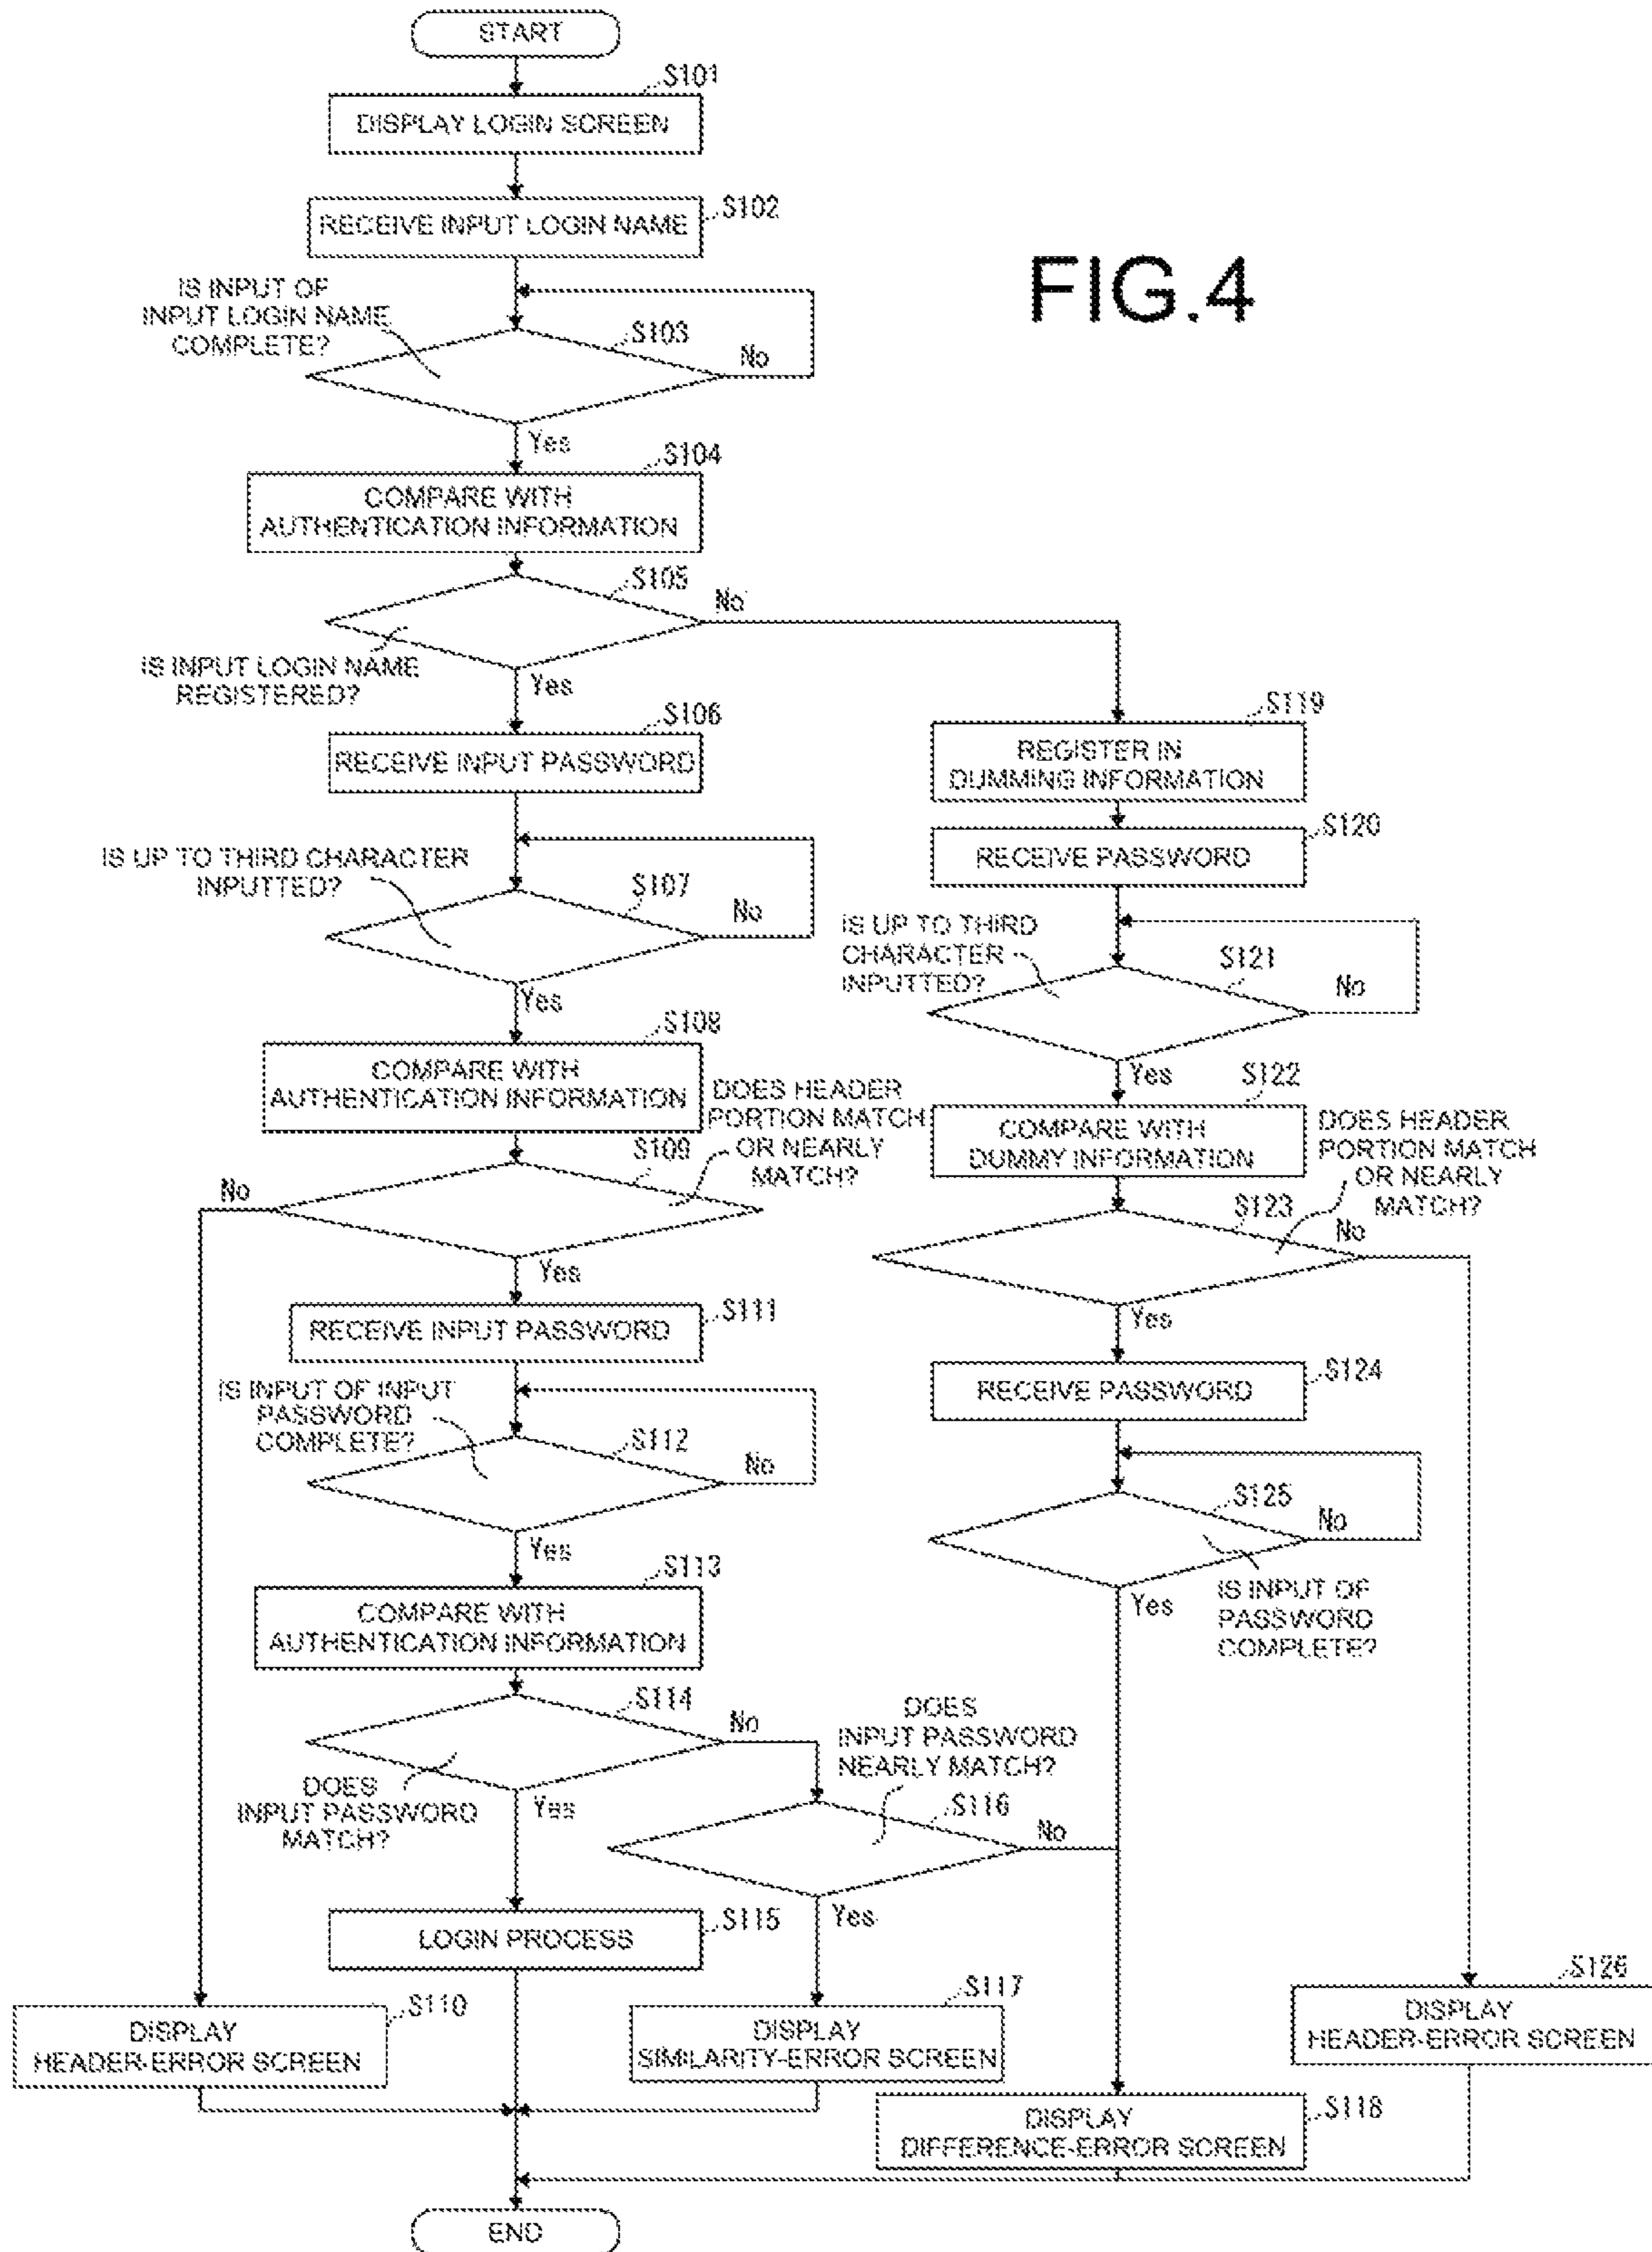 START
S101
DISPLAY LOGIN SCREEN
S102
RECEIVE INPUT LOGIN NAME
FIG.4
IS INPUT OF
INPUT LOGIN NAME
COMPLETE?
S103
No
Yes
S104
COMPARE WITH
AUTHENTICATION INFORMATION
S105
No
IS INPUT LOGIN NAME
REGISTERED?
Yes
S106
RECEIVE INPUT PASSWORD
S119
REGISTER IN
DUMMING INFORMATION
S120
RECEIVE PASSWORD
IS UP TO THIRD CHARACTER
INPUTTED?
S107
No
Yes
IS UP TO THIRD
CHARACTER
INPUTTED?
S121
No
Yes
S108
COMPARE WITH
AUTHENTICATION INFORMATION
DOES HEADER
PORTION MATCH
OR NEARLY
MATCH?
S109
No
Yes
S122
COMPARE WITH
DUMMY INFORMATION
DOES HEADER
PORTION MATCH
OR NEARLY
MATCH?
S123
No
Yes
S111
RECEIVE INPUT PASSWORD
S124
RECEIVE PASSWORD
IS INPUT OF INPUT
PASSWORD
COMPLETE?
S112
No
Yes
S125
No
Yes
IS INPUT OF
PASSWORD
COMPLETE?
S113
COMPARE WITH
AUTHENTICATION INFORMATION
S114
No
DOES
INPUT PASSWORD
MATCH?
Yes
DOES
INPUT PASSWORD
NEARLY MATCH?
S116
No
Yes
S115
LOGIN PROCESS
S110
DISPLAY
HEADER-ERROR SCREEN
S117
DISPLAY
SIMILARITY-ERROR SCREEN
S126
DISPLAY
HEADER-ERROR SCREEN
S118
DISPLAY
DIFFERENCE-ERROR SCREEN
END